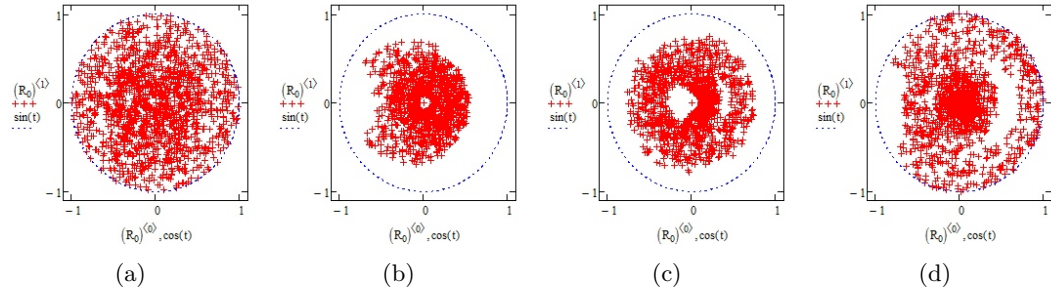 1 1 1 1
(R₀)^⟨1⟩ (R₀)^⟨1⟩ (R₀)^⟨1⟩ (R₀)^⟨1⟩
+++ 0 +++ 0 +++ 0 +++ 0
sin(t) sin(t) sin(t) sin(t)
−1 −1 −1 −1
−1 0 1 −1 0 1 −1 0 1 −1 0 1
(R₀)^⟨0⟩,cos(t) (R₀)^⟨0⟩,cos(t) (R₀)^⟨0⟩,cos(t) (R₀)^⟨0⟩,cos(t)
(a) (b) (c) (d)